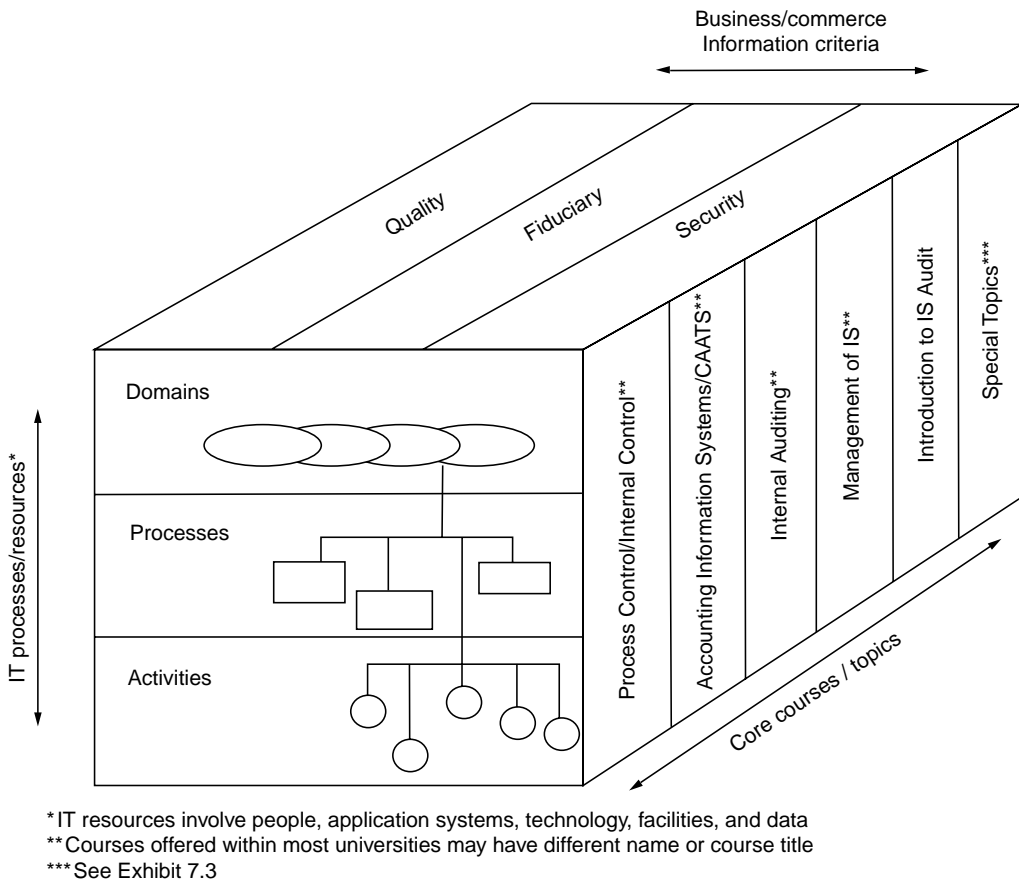 Business/commerce
Information criteria
Quality
Fiduciary
Security
Domains
Processes
Activities
IT processes/resources*
Process Control/Internal Control**
Accounting Information Systems/CAATS**
Internal Auditing**
Management of IS**
Introduction to IS Audit
Special Topics***
Core courses / topics
*IT resources involve people, application systems, technology, facilities, and data
**Courses offered within most universities may have different name or course title
***See Exhibit 7.3